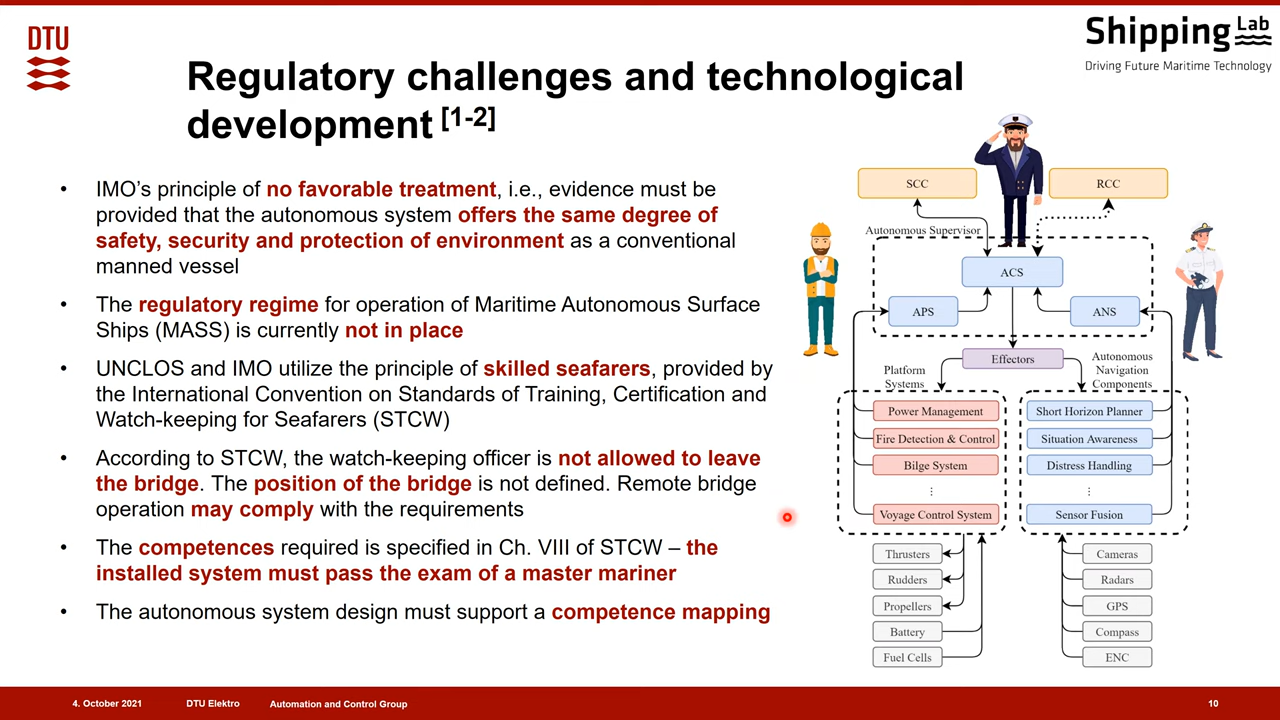 DTU
Shipping Lab
Driving Future Maritime Technology
Regulatory challenges and technological
development [1-2]
• IMO's principle of no favorable treatment, i.e., evidence must be
provided that the autonomous system offers the same degree of
safety, security and protection of environment as a conventional
manned vessel
• The regulatory regime for operation of Maritime Autonomous Surface
Ships (MASS) is currently not in place
• UNCLOS and IMO utilize the principle of skilled seafarers, provided by
the International Convention on Standards of Training, Certification and
Watch-keeping for Seafarers (STCW)
• According to STCW, the watch-keeping officer is not allowed to leave
the bridge. The position of the bridge is not defined. Remote bridge
operation may comply with the requirements
• The competences required is specified in Ch. VIII of STCW – the
installed system must pass the exam of a master mariner
• The autonomous system design must support a competence mapping
SCC
RCC
Autonomous Supervisor
ACS
APS
ANS
Effectors
Platform
Systems
Autonomous
Navigation
Components
Power Management
Fire Detection & Control
Bilge System
⋮
Voyage Control System
Short Horizon Planner
Situation Awareness
Distress Handling
⋮
Sensor Fusion
Thrusters
Rudders
Propellers
Battery
Fuel Cells
Cameras
Radars
GPS
Compass
ENC
4. October 2021
DTU Elektro
Automation and Control Group
10